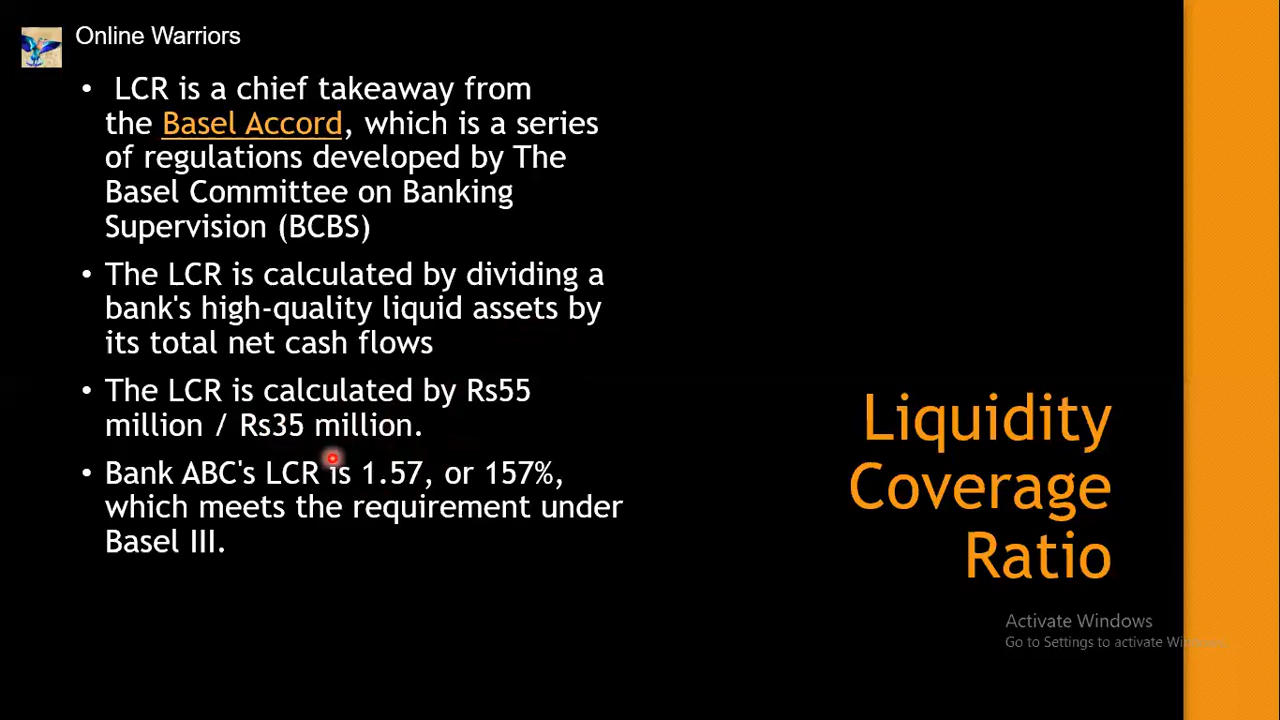 Online Warriors
• LCR is a chief takeaway from
the Basel Accord, which is a series
of regulations developed by The
Basel Committee on Banking
Supervision (BCBS)
• The LCR is calculated by dividing a
bank's high-quality liquid assets by
its total net cash flows
• The LCR is calculated by Rs55
million / Rs35 million.
• Bank ABC's LCR is 1.57, or 157%,
which meets the requirement under
Basel III.
Liquidity
Coverage
Ratio
Activate Windows
Go to Settings to activate Windows.